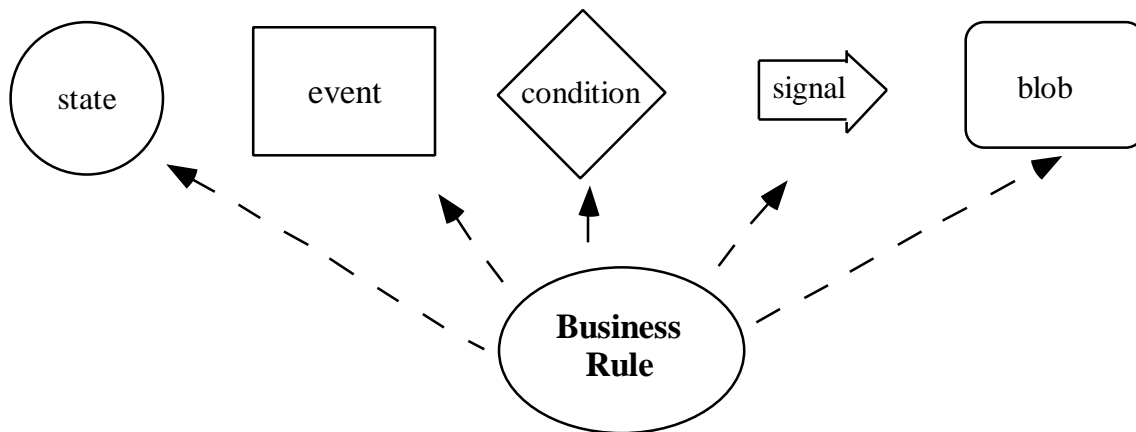 state
event
condition
signal
blob
Business
Rule